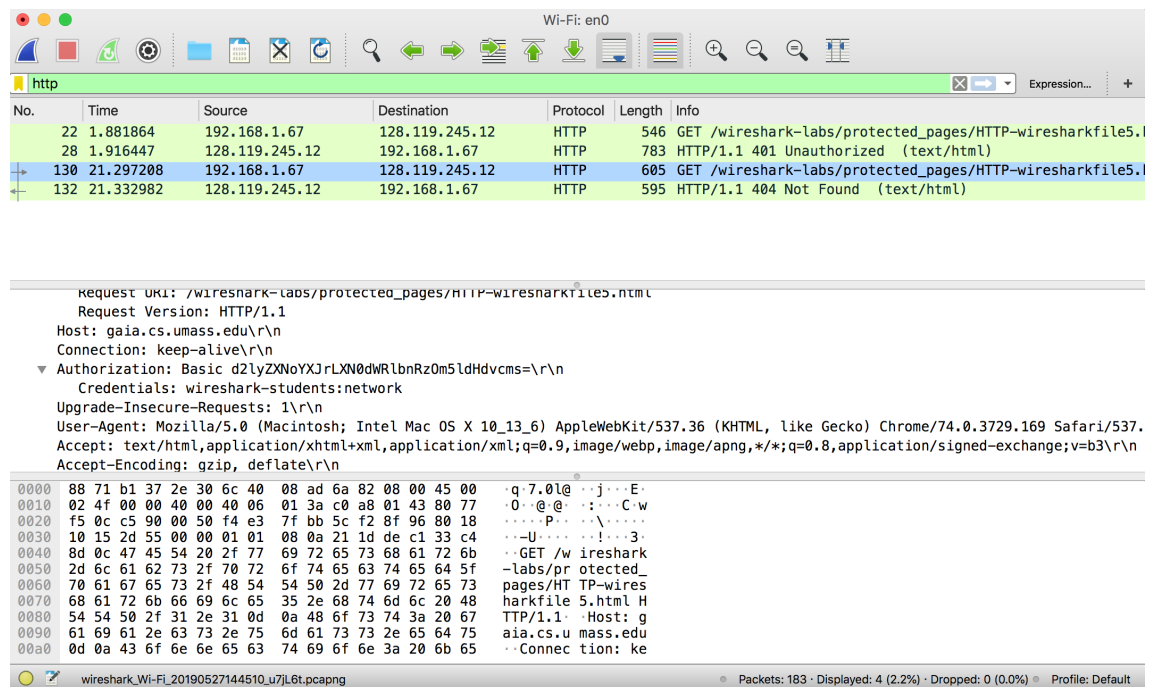 Wi-Fi: en0
http Expression... +
No. Time Source Destination Protocol Length Info
22 1.881864 192.168.1.67 128.119.245.12 HTTP 546 GET /wireshark-labs/protected_pages/HTTP-wiresharkfile5.
28 1.916447 128.119.245.12 192.168.1.67 HTTP 783 HTTP/1.1 401 Unauthorized (text/html)
130 21.297208 192.168.1.67 128.119.245.12 HTTP 605 GET /wireshark-labs/protected_pages/HTTP-wiresharkfile5.
132 21.332982 128.119.245.12 192.168.1.67 HTTP 595 HTTP/1.1 404 Not Found (text/html)
Request URI: /wireshark-labs/protected_pages/HTTP-wiresharkfile5.html
Request Version: HTTP/1.1
Host: gaia.cs.umass.edu\r\n
Connection: keep-alive\r\n
Authorization: Basic d2lyZXNoYXJrLXN0dWRlbnRzOm5ldHdvcms=\r\n
Credentials: wireshark-students:network
Upgrade-Insecure-Requests: 1\r\n
User-Agent: Mozilla/5.0 (Macintosh; Intel Mac OS X 10_13_6) AppleWebKit/537.36 (KHTML, like Gecko) Chrome/74.0.3729.169 Safari/537.
Accept: text/html,application/xhtml+xml,application/xml;q=0.9,image/webp,image/apng,*/*;q=0.8,application/signed-exchange;v=b3\r\n
Accept-Encoding: gzip, deflate\r\n
0000 88 71 b1 37 2e 30 6c 40 08 ad 6a 82 08 00 45 00 ·q·7.0l@ ··j···E·
0010 02 4f 00 00 40 00 40 06 01 3a c0 a8 01 43 80 77 ·O··@·@· ·:···C·w
0020 f5 0c c5 90 00 50 f4 e3 7f bb 5c f2 8f 96 80 18 ·····P·· ··\·····
0030 10 15 2d 55 00 00 01 01 08 0a 21 1d de c1 33 c4 ··-U···· ··!···3·
0040 8d 0c 47 45 54 20 2f 77 69 72 65 73 68 61 72 6b ··GET /w ireshark
0050 2d 6c 61 62 73 2f 70 72 6f 74 65 63 74 65 64 5f -labs/pr otected_
0060 70 61 67 65 73 2f 48 54 54 50 2d 77 69 72 65 73 pages/HT TP-wires
0070 68 61 72 6b 66 69 6c 65 35 2e 68 74 6d 6c 20 48 harkfile 5.html H
0080 54 54 50 2f 31 2e 31 0d 0a 48 6f 73 74 3a 20 67 TTP/1.1· ·Host: g
0090 61 69 61 2e 63 73 2e 75 6d 61 73 73 2e 65 64 75 aia.cs.u mass.edu
00a0 0d 0a 43 6f 6e 6e 65 63 74 69 6f 6e 3a 20 6b 65 ··Connec tion: ke
wireshark_Wi-Fi_20190527144510_u7jL6t.pcapng Packets: 183 · Displayed: 4 (2.2%) · Dropped: 0 (0.0%) Profile: Default